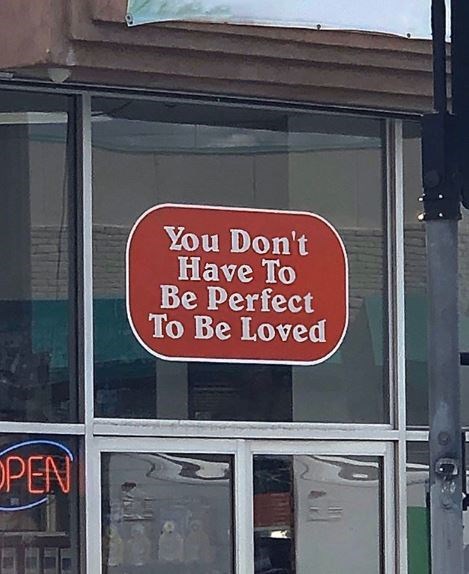 You Don't
Have To
Be Perfect
To Be Loved
OPEN